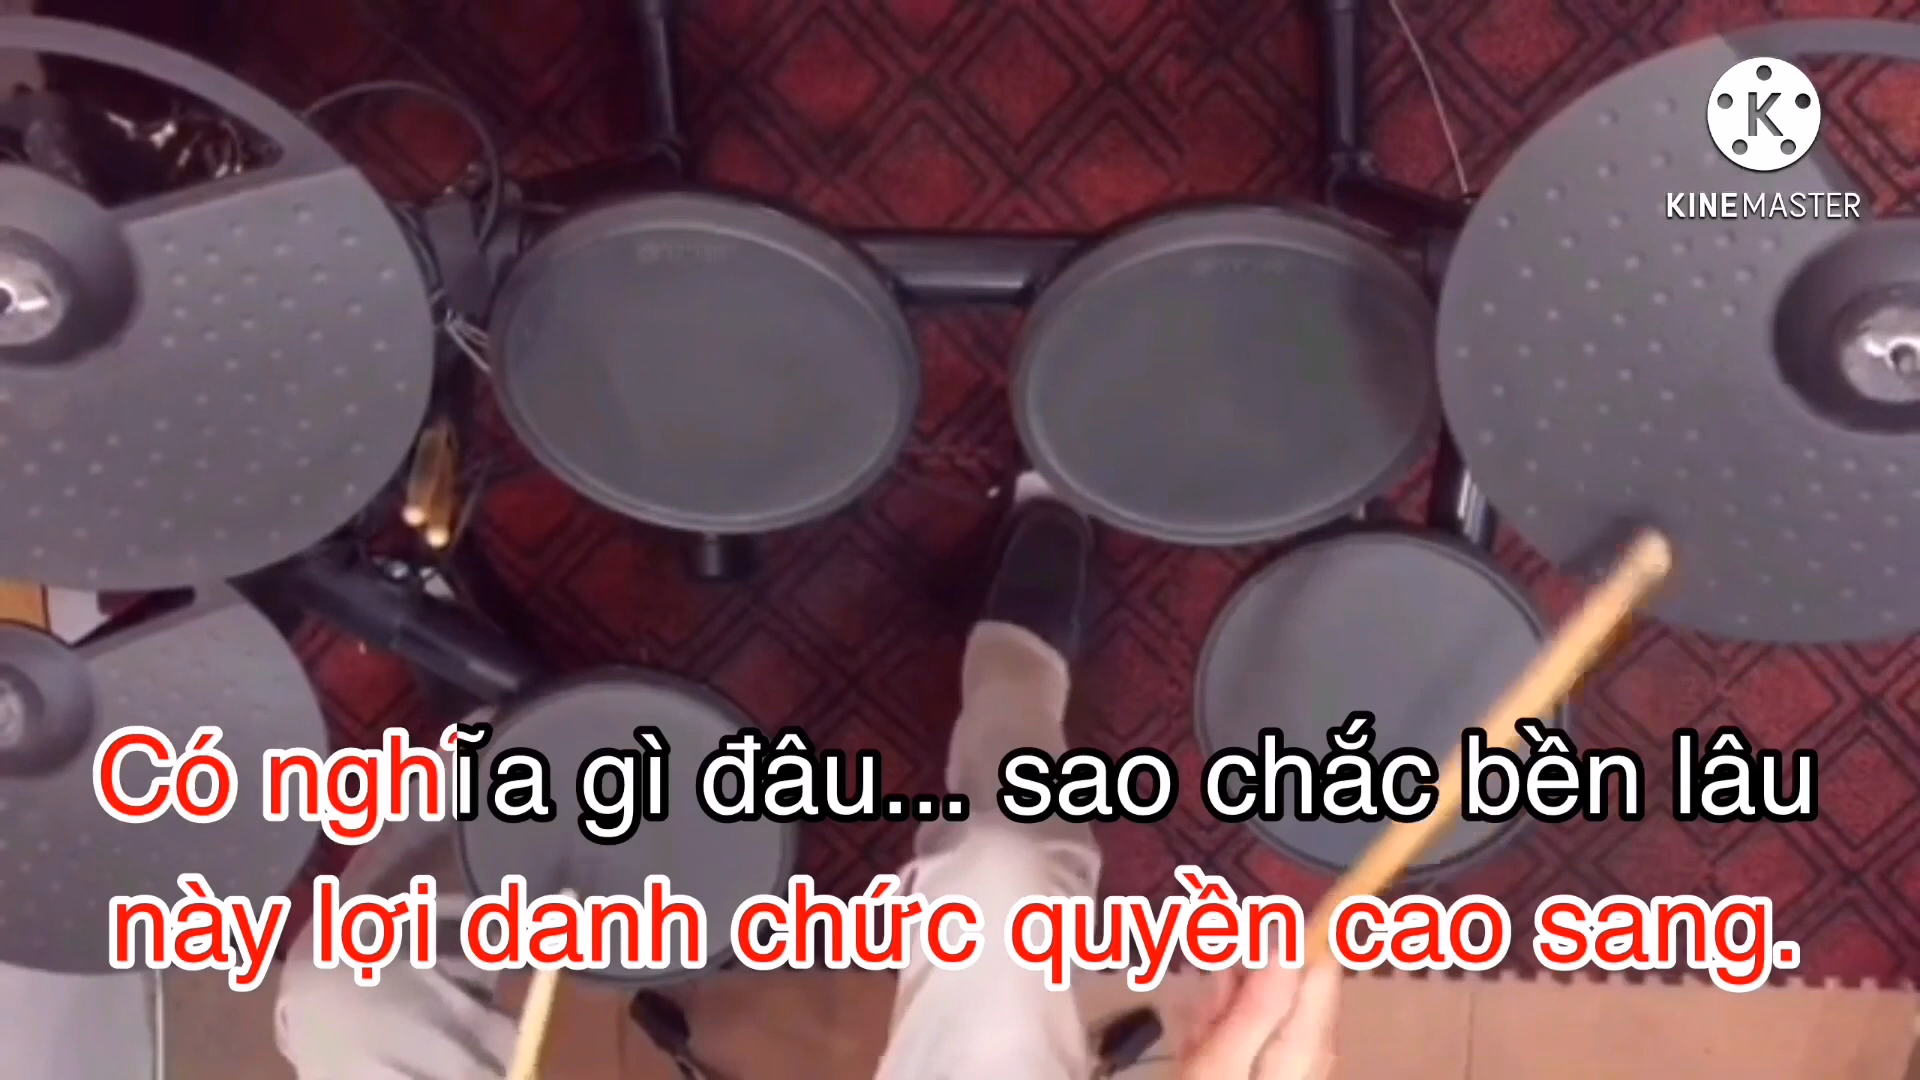 KINEMASTER
Có nghĩa gì đâu... sao chắc bền lâu
này lợi danh chức quyền cao sang.